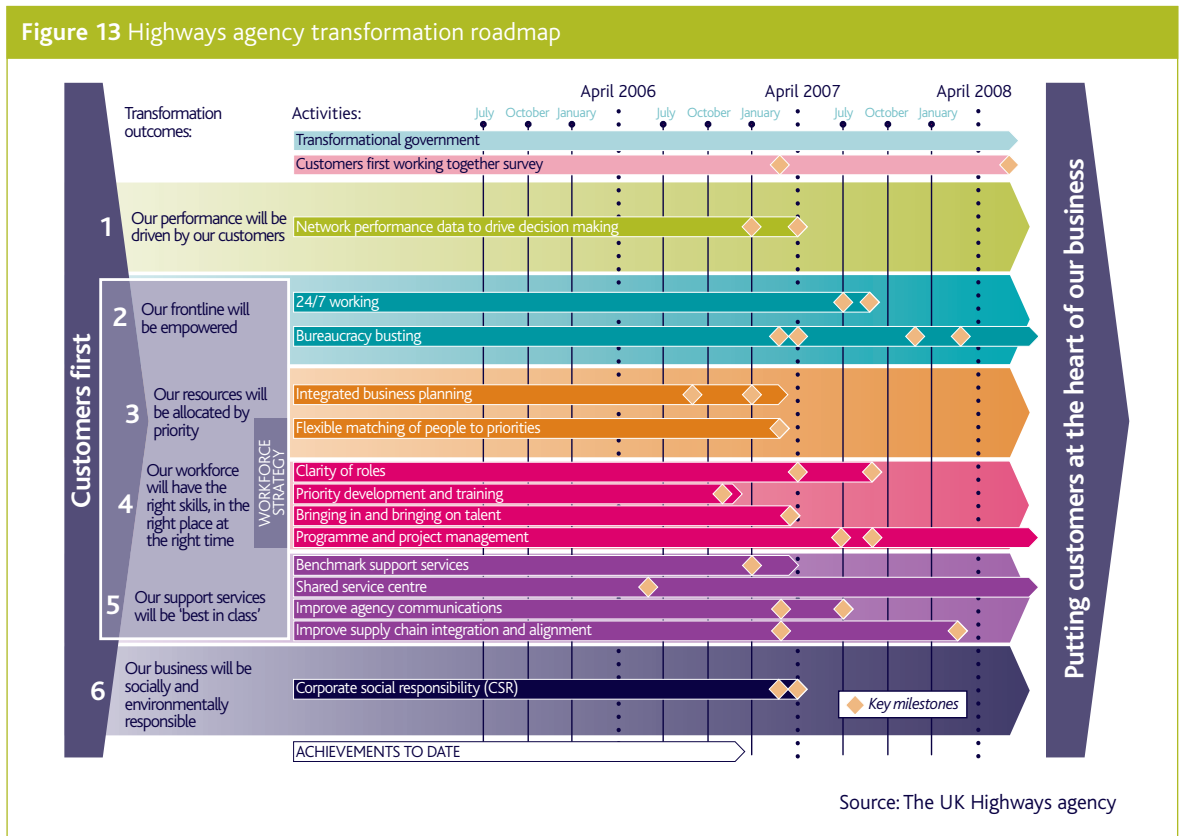 Figure 13 Highways agency transformation roadmap
April 2006
April 2007
April 2008
Transformation
outcomes:
Activities:
July
October
January
July
October
January
July
October
January
Transformational government
Customers first working together survey
Customers first
1
Our performance will be
driven by our customers
Network performance data to drive decision making
2
Our frontline will
be empowered
24/7 working
Bureaucracy busting
3
Our resources will
be allocated by
priority
Integrated business planning
Flexible matching of people to priorities
WORKFORCE
STRATEGY
4
Our workforce
will have the
right skills, in the
right place at
the right time
Clarity of roles
Priority development and training
Bringing in and bringing on talent
Programme and project management
5
Our support services
will be ‘best in class’
Benchmark support services
Shared service centre
Improve agency communications
Improve supply chain integration and alignment
6
Our business will be
socially and
environmentally
responsible
Corporate social responsibility (CSR)
Key milestones
ACHIEVEMENTS TO DATE
Putting customers at the heart of our business
Source: The UK Highways agency